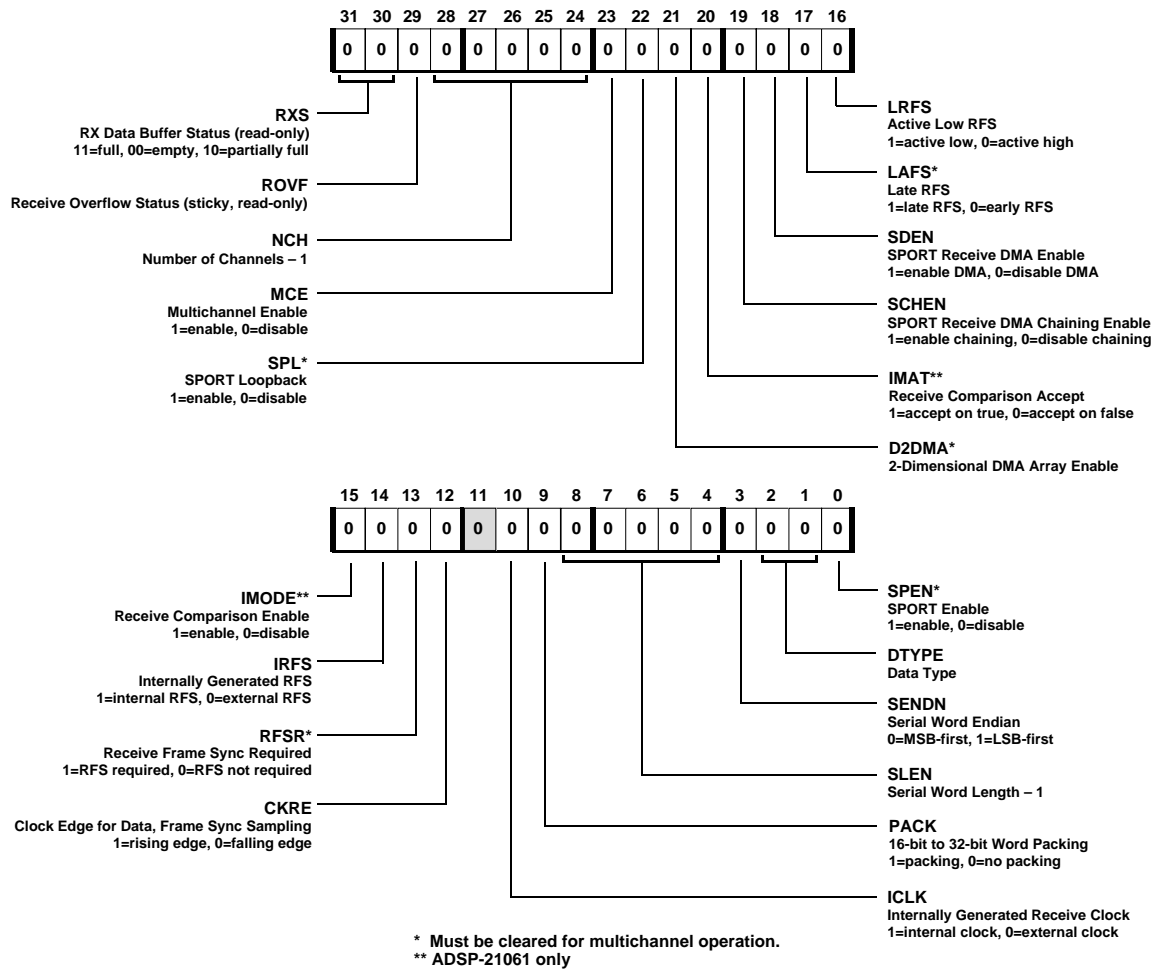 31 30 29 28 27 26 25 24 23 22 21 20 19 18 17 16
0 0 0 0 0 0 0 0 0 0 0 0 0 0 0 0
RXS
RX Data Buffer Status (read-only)
11=full, 00=empty, 10=partially full
ROVF
Receive Overflow Status (sticky, read-only)
NCH
Number of Channels – 1
MCE
Multichannel Enable
1=enable, 0=disable
SPL*
SPORT Loopback
1=enable, 0=disable
LRFS
Active Low RFS
1=active low, 0=active high
LAFS*
Late RFS
1=late RFS, 0=early RFS
SDEN
SPORT Receive DMA Enable
1=enable DMA, 0=disable DMA
SCHEN
SPORT Receive DMA Chaining Enable
1=enable chaining, 0=disable chaining
IMAT**
Receive Comparison Accept
1=accept on true, 0=accept on false
D2DMA*
2-Dimensional DMA Array Enable
15 14 13 12 11 10 9 8 7 6 5 4 3 2 1 0
0 0 0 0 0 0 0 0 0 0 0 0 0 0 0 0
IMODE**
Receive Comparison Enable
1=enable, 0=disable
IRFS
Internally Generated RFS
1=internal RFS, 0=external RFS
RFSR*
Receive Frame Sync Required
1=RFS required, 0=RFS not required
CKRE
Clock Edge for Data, Frame Sync Sampling
1=rising edge, 0=falling edge
SPEN*
SPORT Enable
1=enable, 0=disable
DTYPE
Data Type
SENDN
Serial Word Endian
0=MSB-first, 1=LSB-first
SLEN
Serial Word Length – 1
PACK
16-bit to 32-bit Word Packing
1=packing, 0=no packing
ICLK
Internally Generated Receive Clock
1=internal clock, 0=external clock
* Must be cleared for multichannel operation.
** ADSP-21061 only